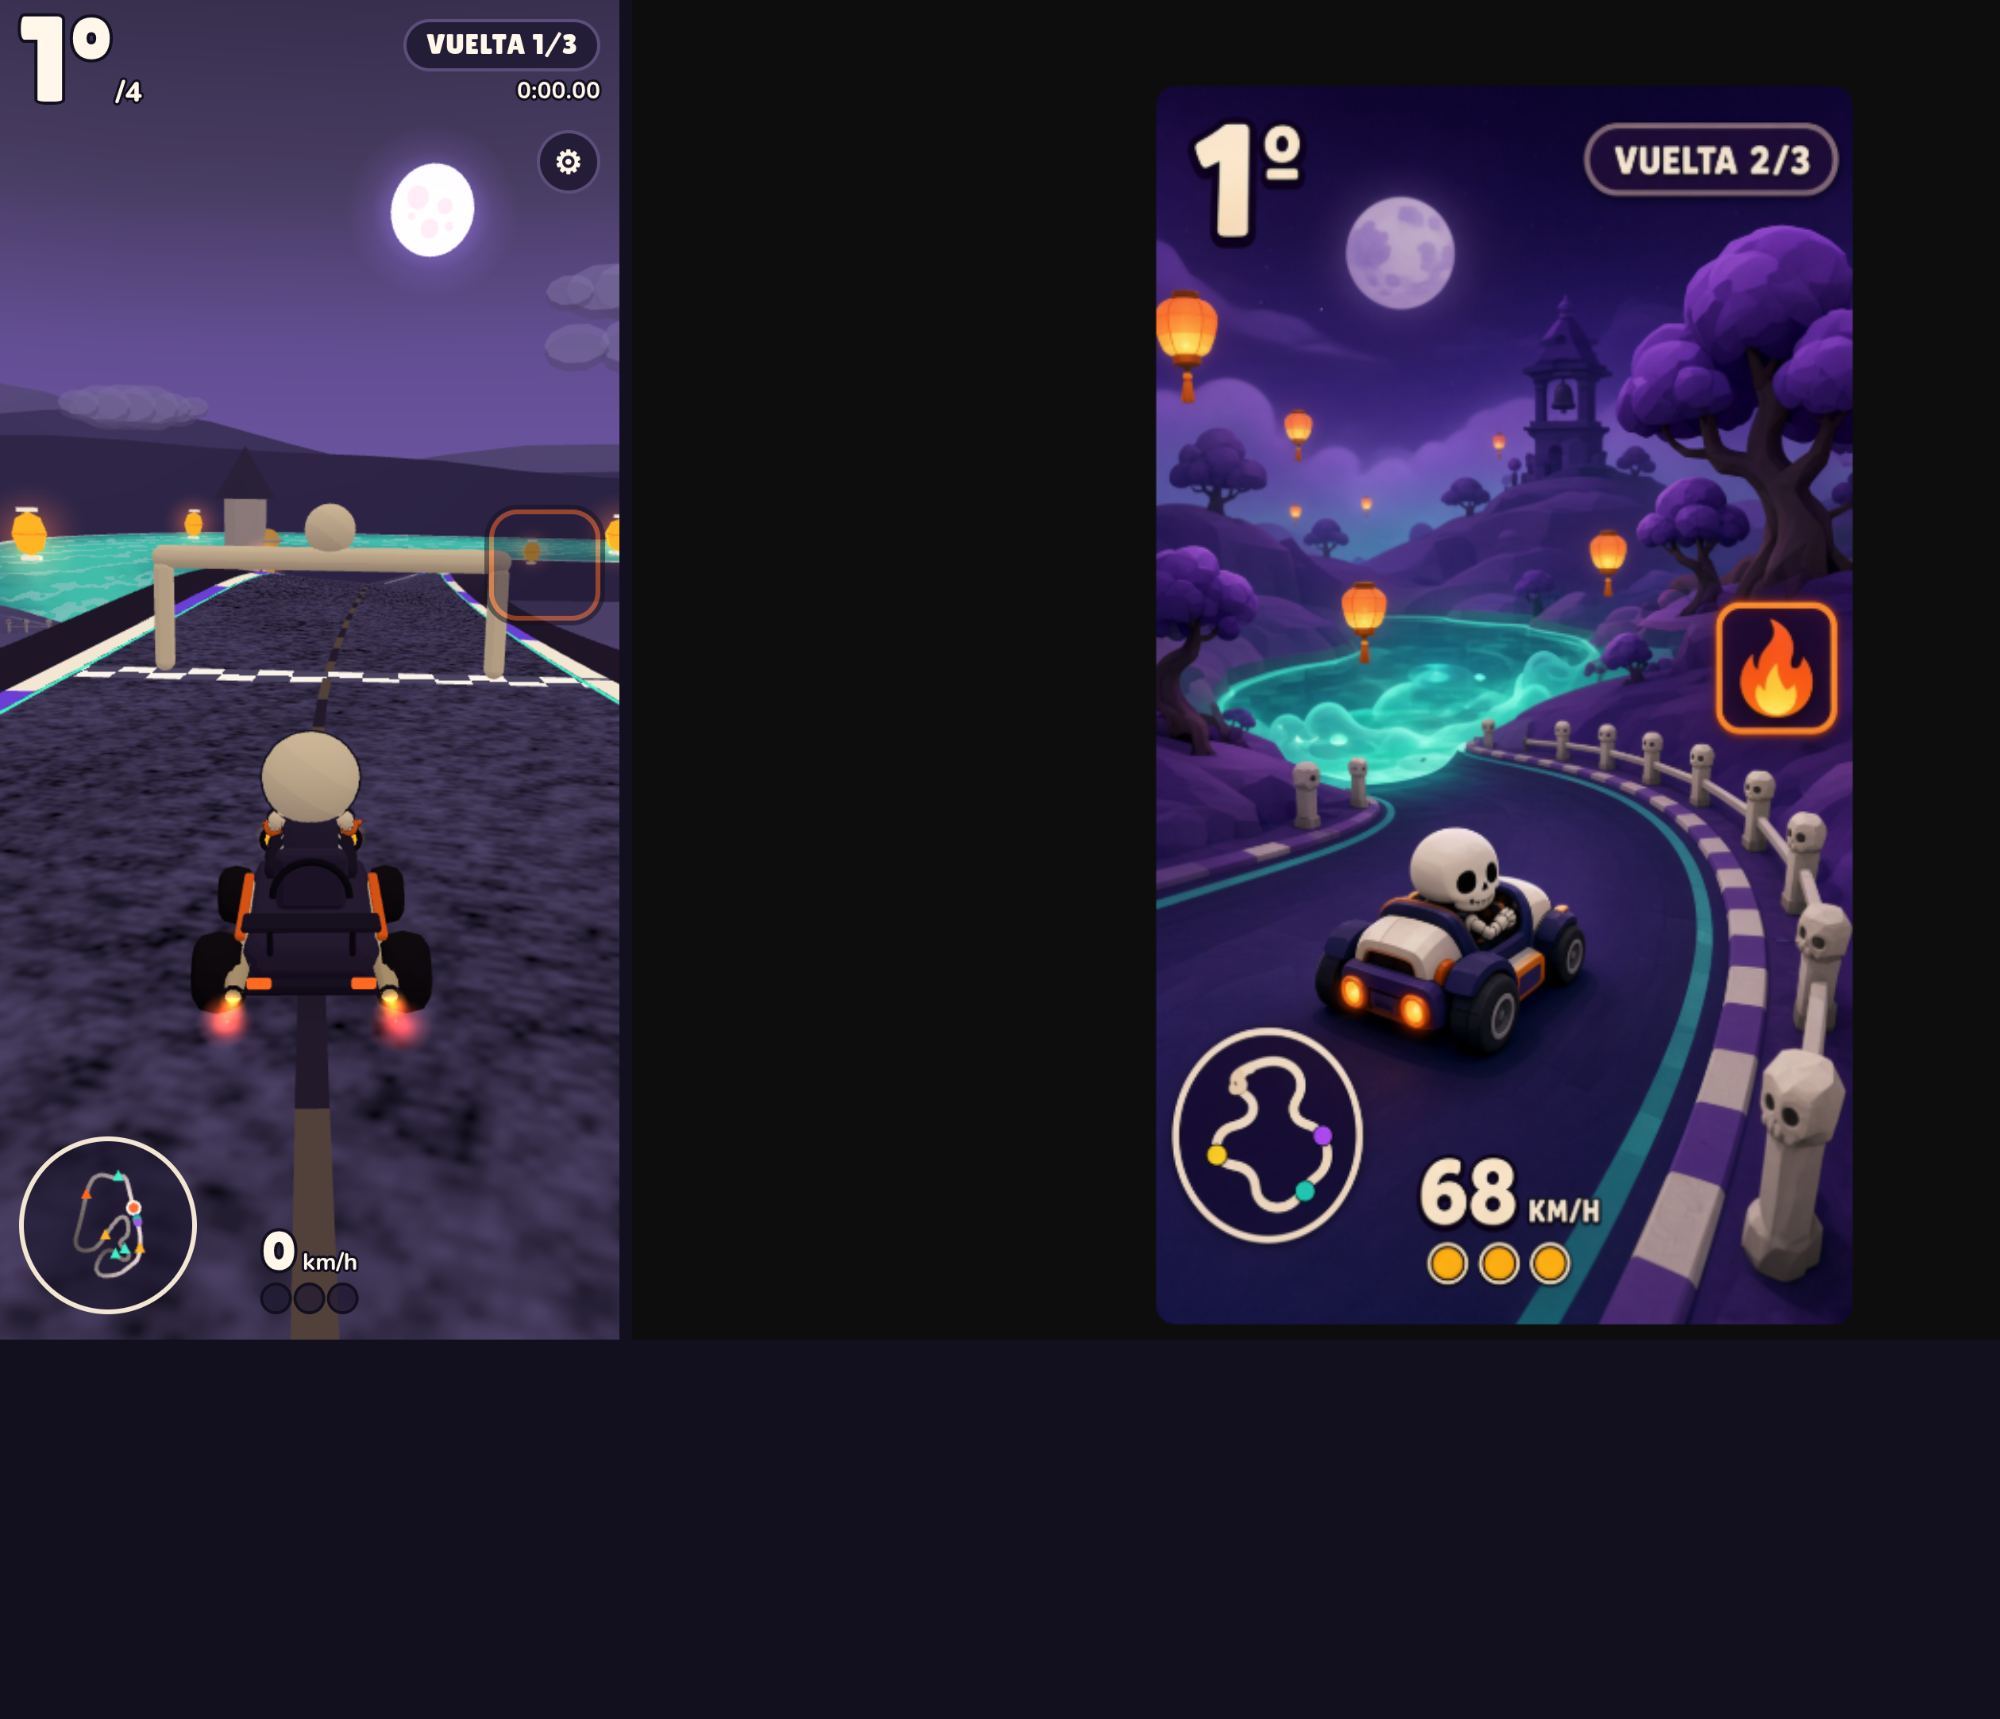 1º
/4
VUELTA 1/3
0:00.00
0 km/h
1º
VUELTA 2/3
68 KM/H